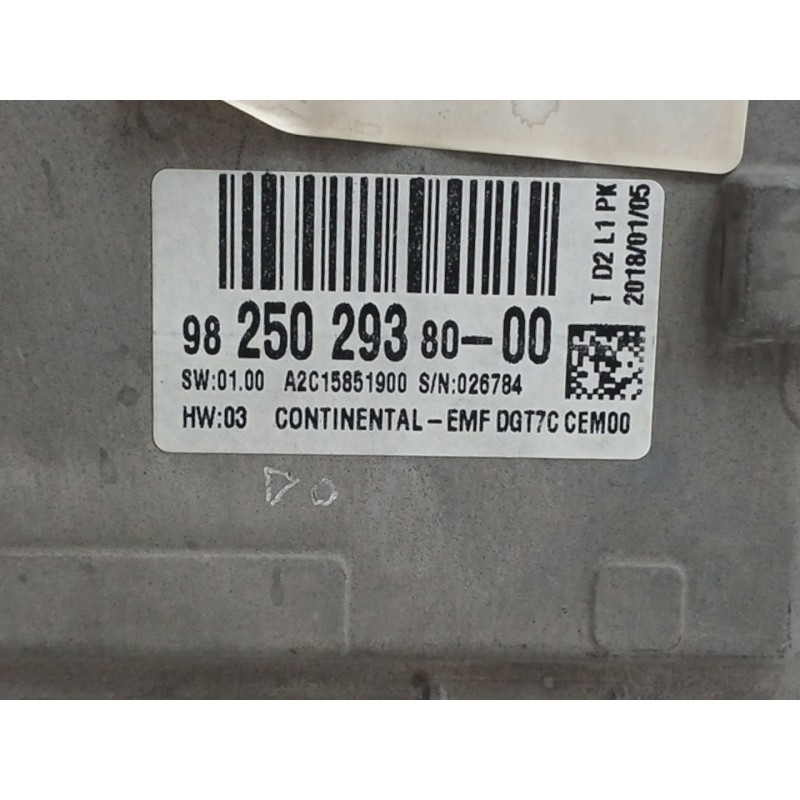 98 250 293 80-00
SW:01.00 A2C15851900 S/N:026784
HW:03 CONTINENTAL-EMF DGT7C CEM00
T D2 L1 PK
2018/01/05
DO